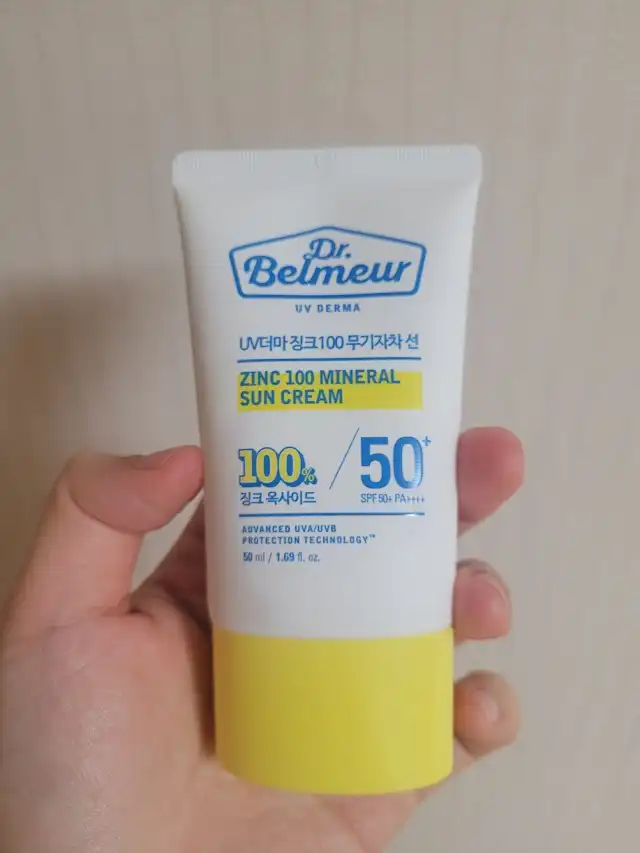 Dr.
Belmeur
UV DERMA
UV더마 징크100 무기자차 선
ZINC 100 MINERAL
SUN CREAM
100% / 50+
징크 옥사이드 SPF 50+ PA++++
ADVANCED UVA/UVB
PROTECTION TECHNOLOGY™
50 ml / 1.69 fl. oz.